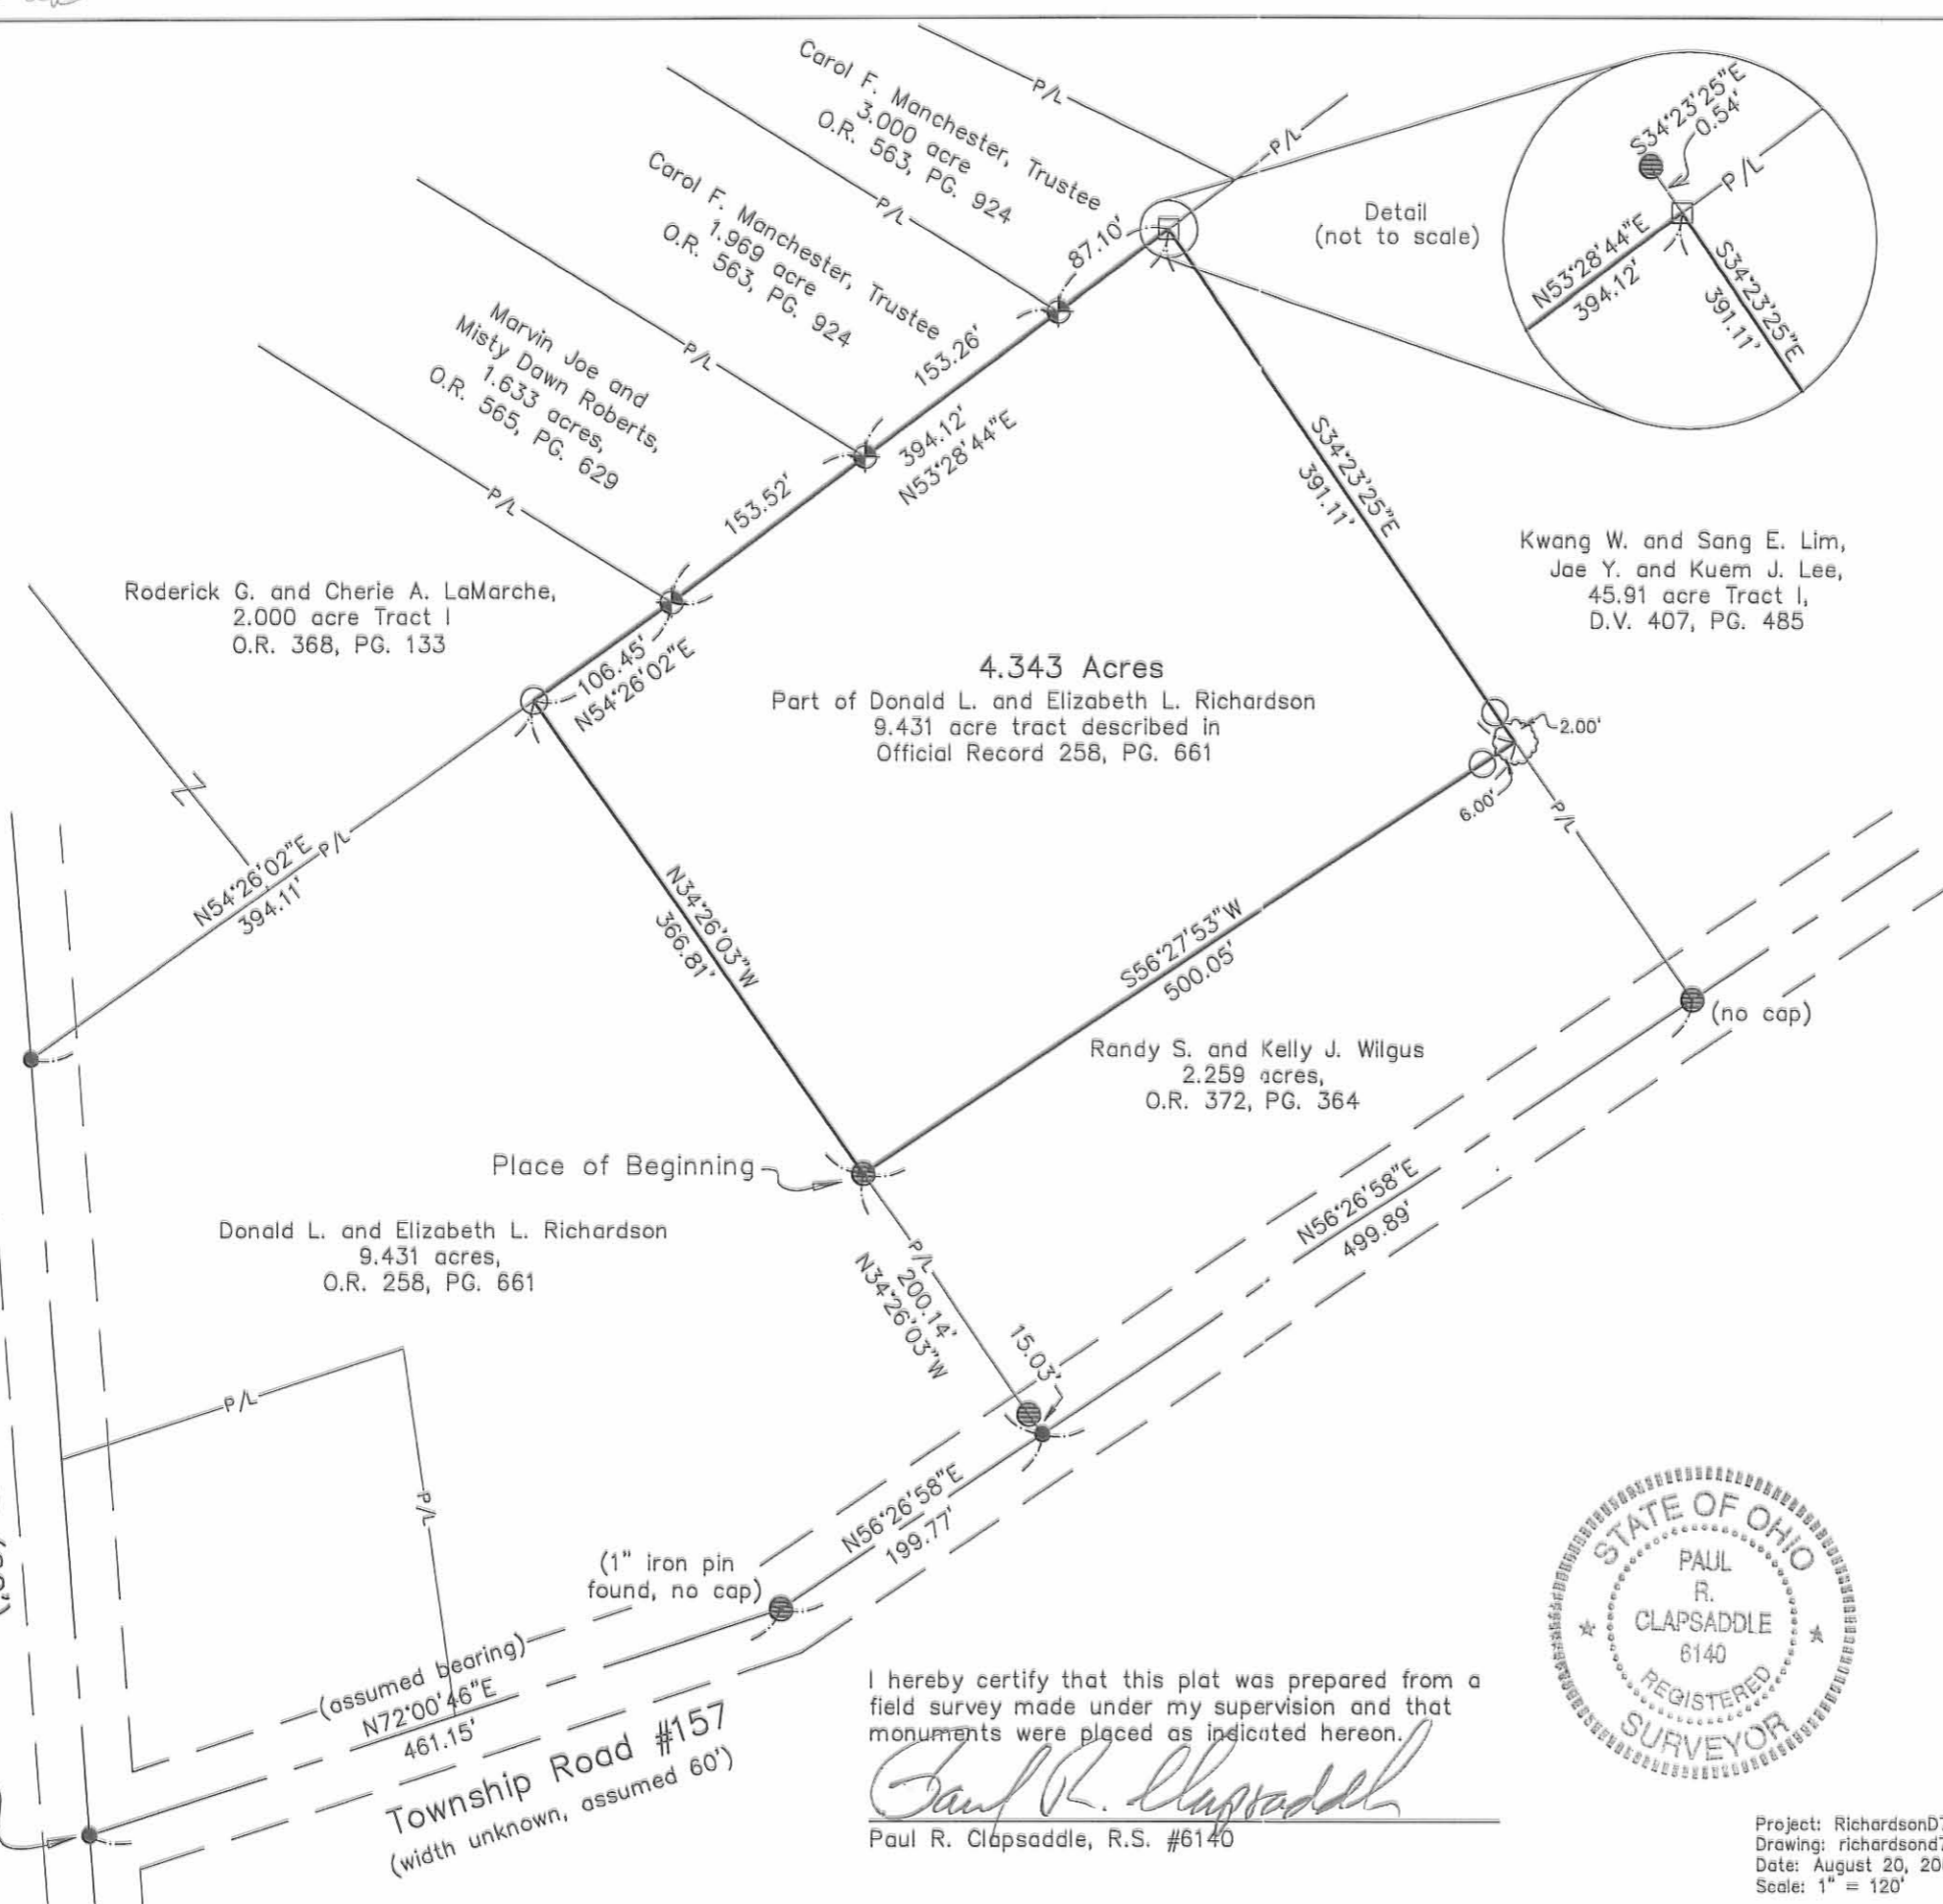 Carol F. Manchester, Trustee
3.000 acre
O.R. 563, PG. 924
P/L
P/L
Carol F. Manchester, Trustee
1.969 acre
O.R. 563, PG. 924
P/L
87.10'
Detail
(not to scale)
S34°23'25"E
0.54'
P/L
N53°28'44"E
394.12'
S34°23'25"E
391.11'
Marvin Joe and
Misty Dawn Roberts,
1.633 acres,
O.R. 565, PG. 629
P/L
153.26'
394.12'
N53°28'44"E
S34°23'25"E
391.11'
P/L
153.52'
Kwang W. and Sang E. Lim,
Jae Y. and Kuem J. Lee,
45.91 acre Tract I,
D.V. 407, PG. 485
Roderick G. and Cherie A. LaMarche,
2.000 acre Tract I
O.R. 368, PG. 133
106.45'
N54°26'02"E
4.343 Acres
Part of Donald L. and Elizabeth L. Richardson
9.431 acre tract described in
Official Record 258, PG. 661
2.00'
6.00'
P/L
P/L
N54°26'02"E
394.11'
N34°26'03"W
366.81'
S56°27'53"W
500.05'
(no cap)
Randy S. and Kelly J. Wilgus
2.259 acres,
O.R. 372, PG. 364
Place of Beginning
Donald L. and Elizabeth L. Richardson
9.431 acres,
O.R. 258, PG. 661
P/L
200.14'
N34°26'03"W
N56°26'58"E
499.89'
15.03'
P/L
P/L
N56°26'58"E
199.77'
(1" iron pin
found, no cap)
(assumed bearing)
N72°00'46"E
461.15'
Township Road #157
(width unknown, assumed 60')
I hereby certify that this plat was prepared from a
field survey made under my supervision and that
monuments were placed as indicated hereon.
Paul R. Clapsaddle
Paul R. Clapsaddle, R.S. #6140
STATE OF OHIO
PAUL
R.
CLAPSADDLE
6140
REGISTERED
SURVEYOR
Project: RichardsonD7
Drawing: richardsond7
Date: August 20, 20
Scale: 1" = 120'